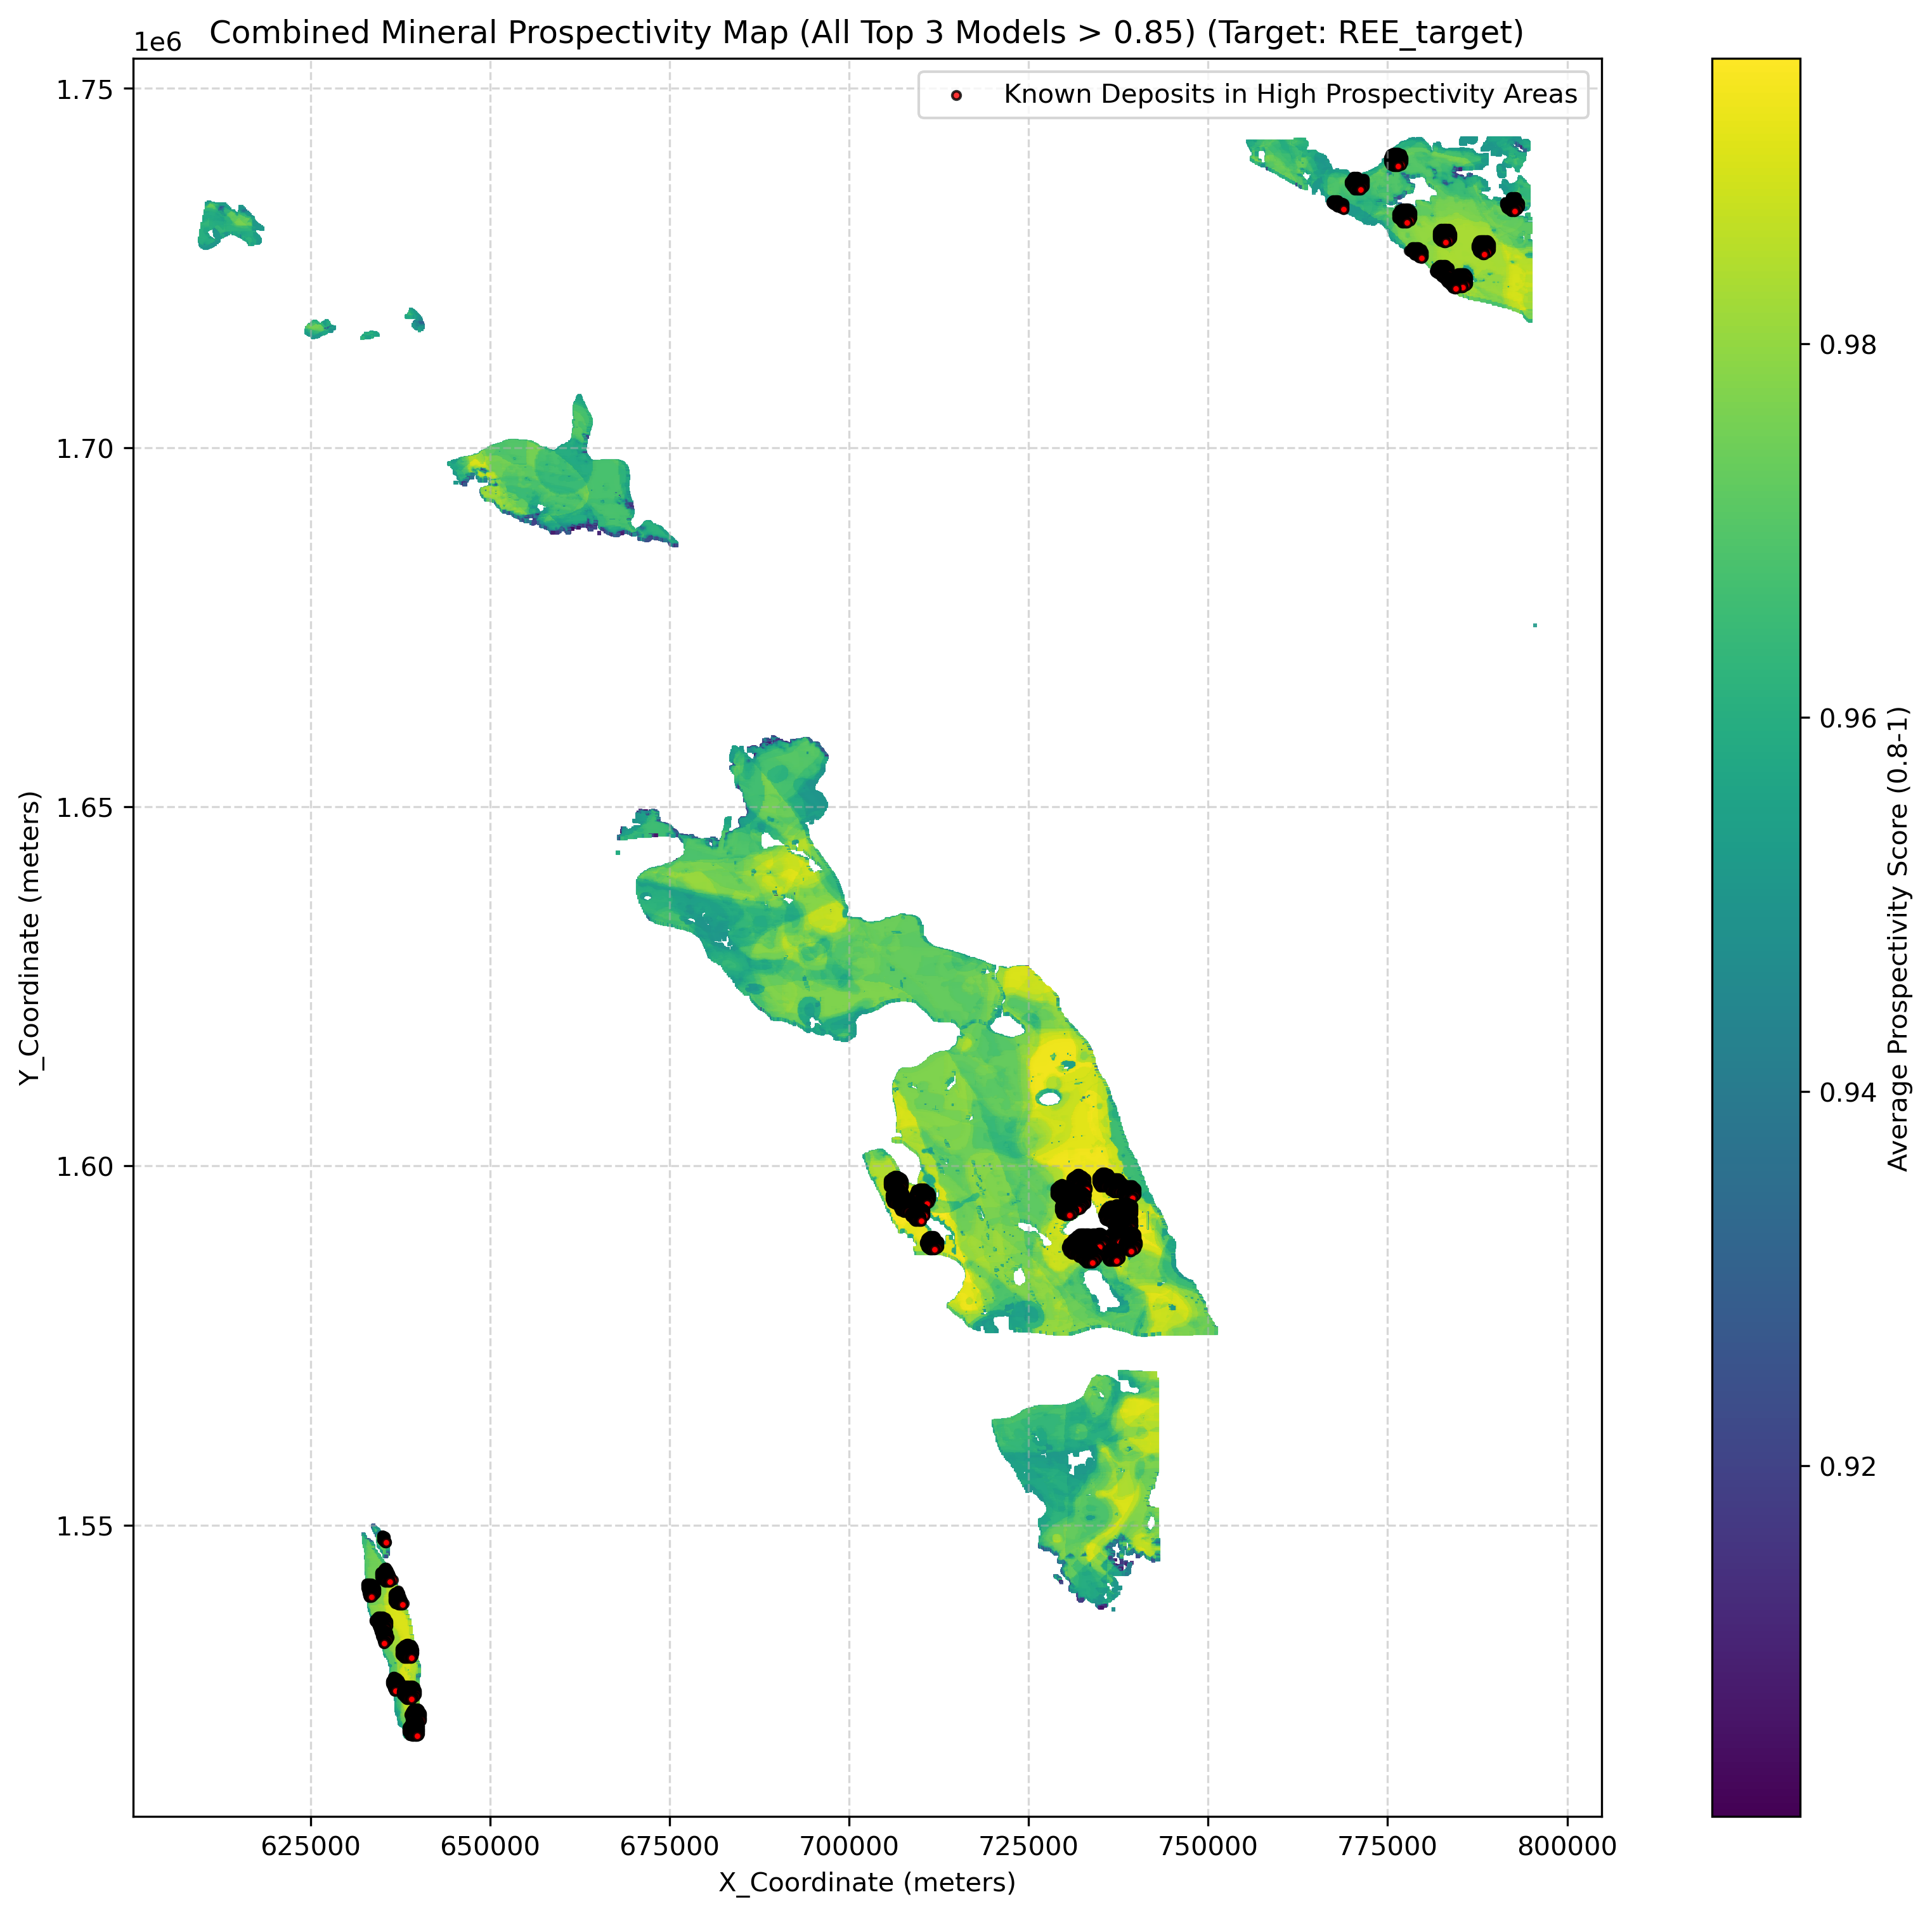 Combined Mineral Prospectivity Map (All Top 3 Models > 0.85) (Target: REE_target)
1e6
Known Deposits in High Prospectivity Areas
1.75
1.70
1.65
1.60
1.55
Y_Coordinate (meters)
625000
650000
675000
700000
725000
750000
775000
800000
X_Coordinate (meters)
0.98
0.96
0.94
0.92
Average Prospectivity Score (0.8-1)